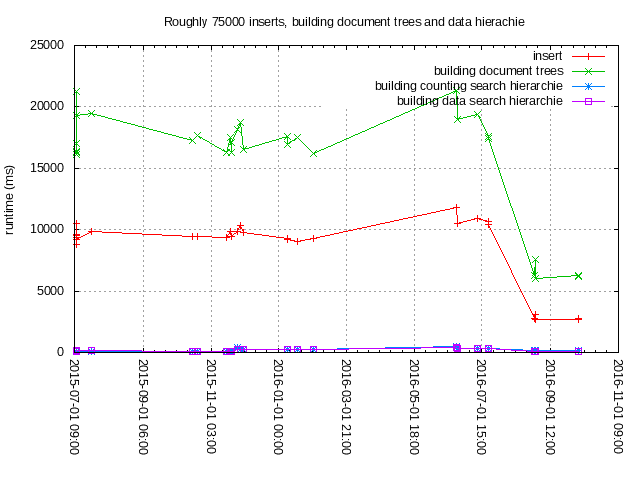 Roughly 75000 inserts, building document trees and data hierachie
25000
20000
15000
10000
5000
0
runtime (ms)
insert
building document trees
building counting search hierarchie
building data search hierarchie
2015-07-01 09:00
2015-09-01 06:00
2015-11-01 03:00
2016-01-01 00:00
2016-03-01 21:00
2016-05-01 18:00
2016-07-01 15:00
2016-09-01 12:00
2016-11-01 09:00